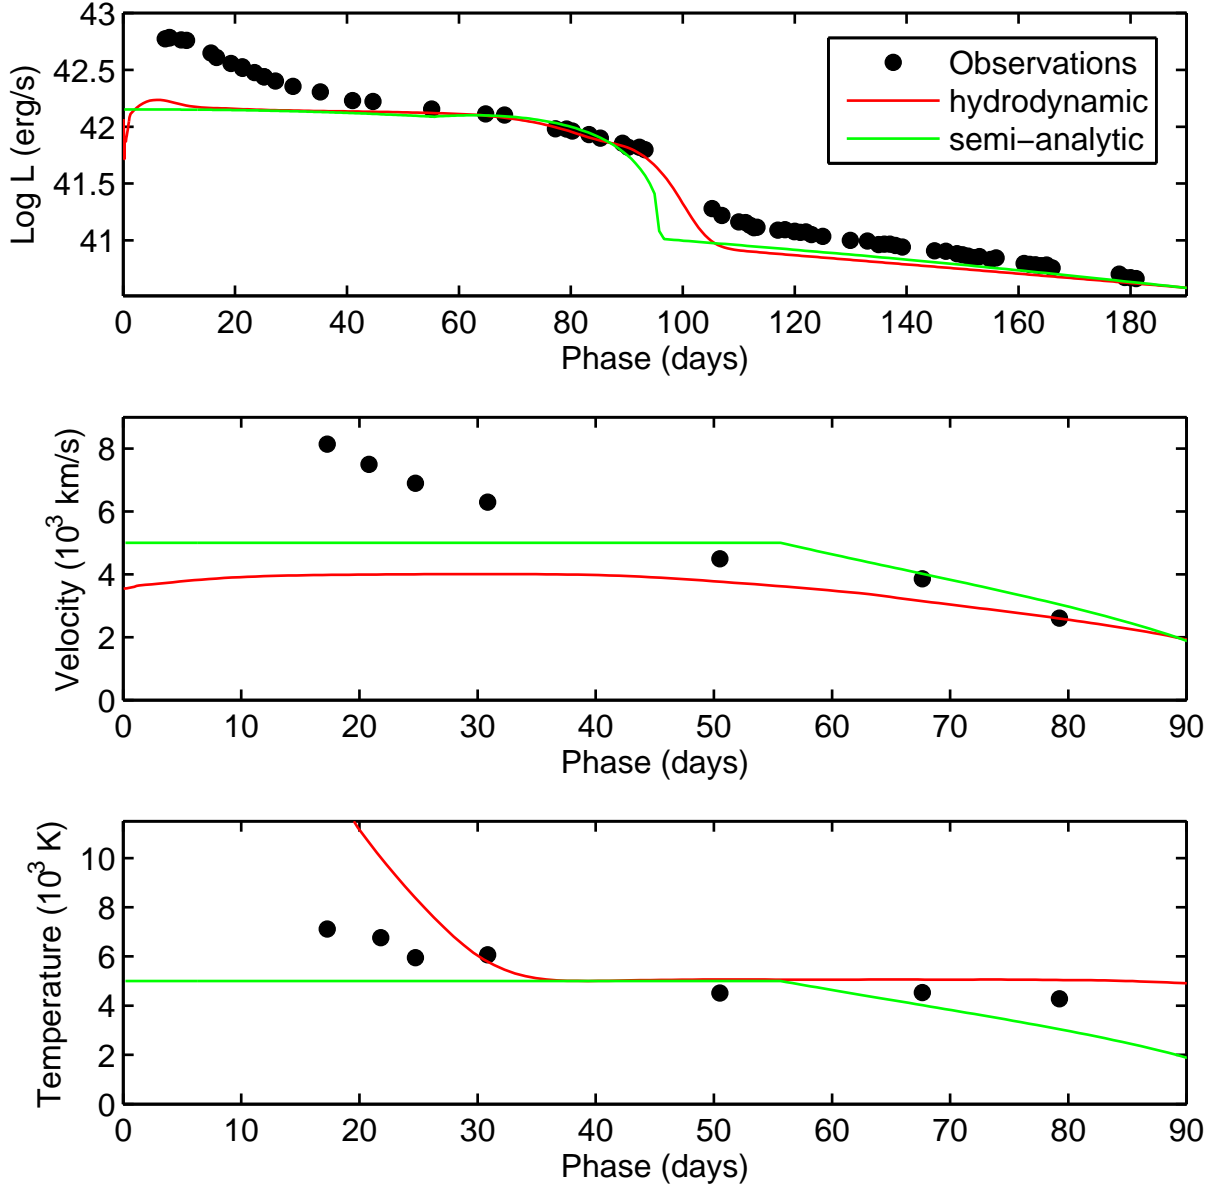 43
42.5
42
41.5
41
Log L (erg/s)
Observations
hydrodynamic
semi−analytic
0 20 40 60 80 100 120 140 160 180
Phase (days)
8
6
4
2
0
Velocity (10³ km/s)
0 10 20 30 40 50 60 70 80 90
Phase (days)
10
8
6
4
2
0
Temperature (10³ K)
0 10 20 30 40 50 60 70 80 90
Phase (days)